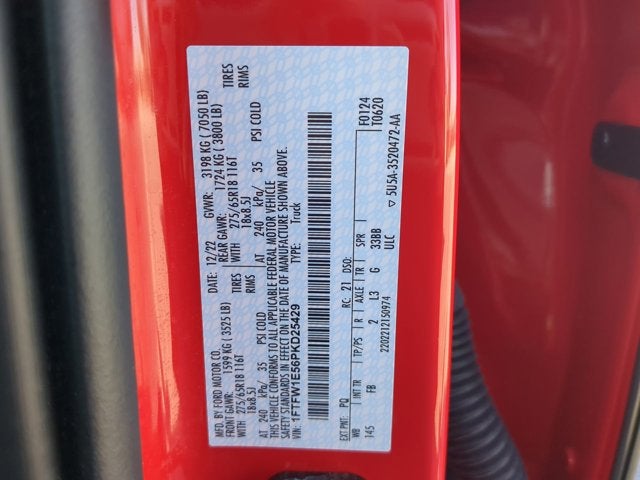 MFD. BY FORD MOTOR CO. DATE: 12/22 GVWR: 3198 KG ( 7050 LB)
FRONT GAWR: 1599 KG ( 3525 LB) REAR GAWR: 1724 KG ( 3800 LB)
WITH 275/65R18 116T TIRES WITH 275/65R18 116T TIRES
18x8.5J RIMS 18x8.5J RIMS
AT 240 kPa/ 35 PSI COLD AT 240 kPa/ 35 PSI COLD
THIS VEHICLE CONFORMS TO ALL APPLICABLE FEDERAL MOTOR VEHICLE
SAFETY STANDARDS IN EFFECT ON THE DATE OF MANUFACTURE SHOWN ABOVE.
VIN: 1FTFW1E56PKD25429 TYPE: Truck
F0124
T0620
EXT PNT: PQ RC: 21 DSO:
WB INT TR TP/PS R AXLE TR SPR
145 FB 2 L3 G 33BB
ULC
2202212150974
▽ 5U5A-3520472-AA